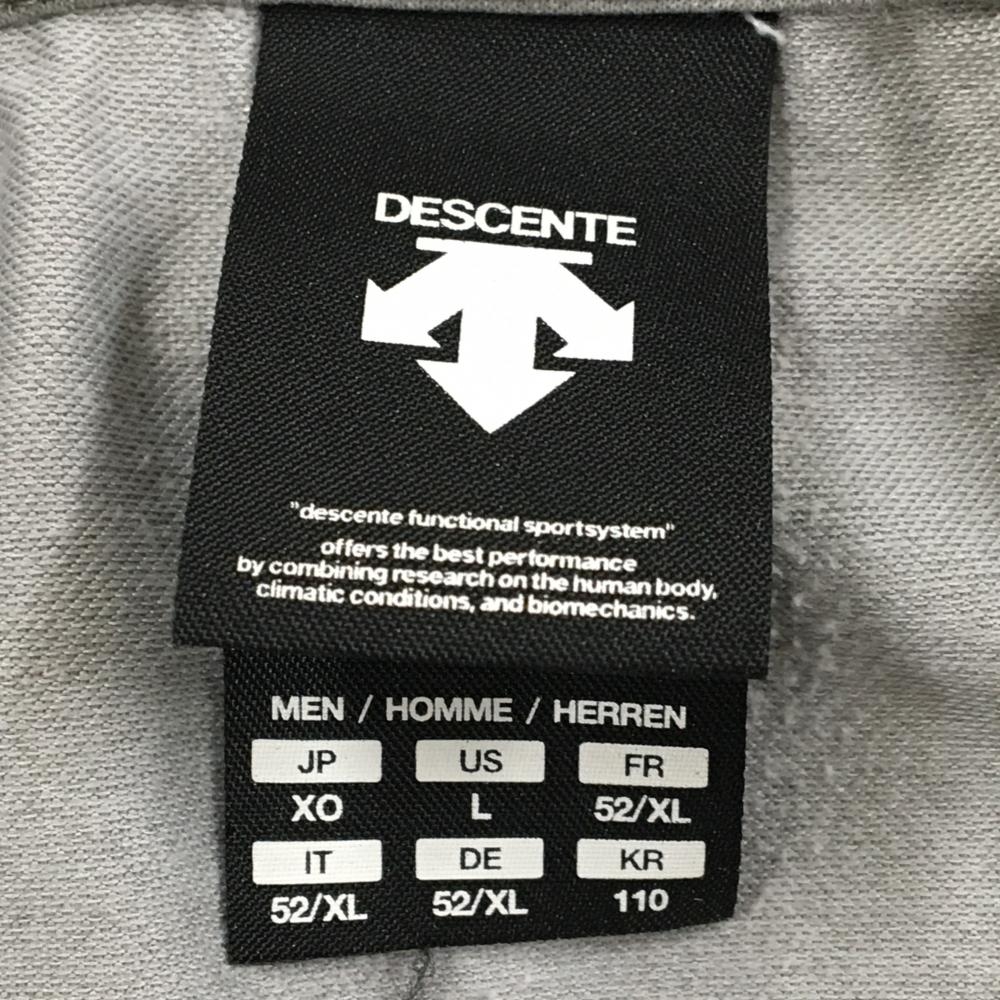 DESCENTE
"descente functional sportsystem"
offers the best performance
by combining research on the human body,
climatic conditions, and biomechanics.
MEN / HOMME / HERREN
JP US FR
XO L 52/XL
IT DE KR
52/XL 52/XL 110